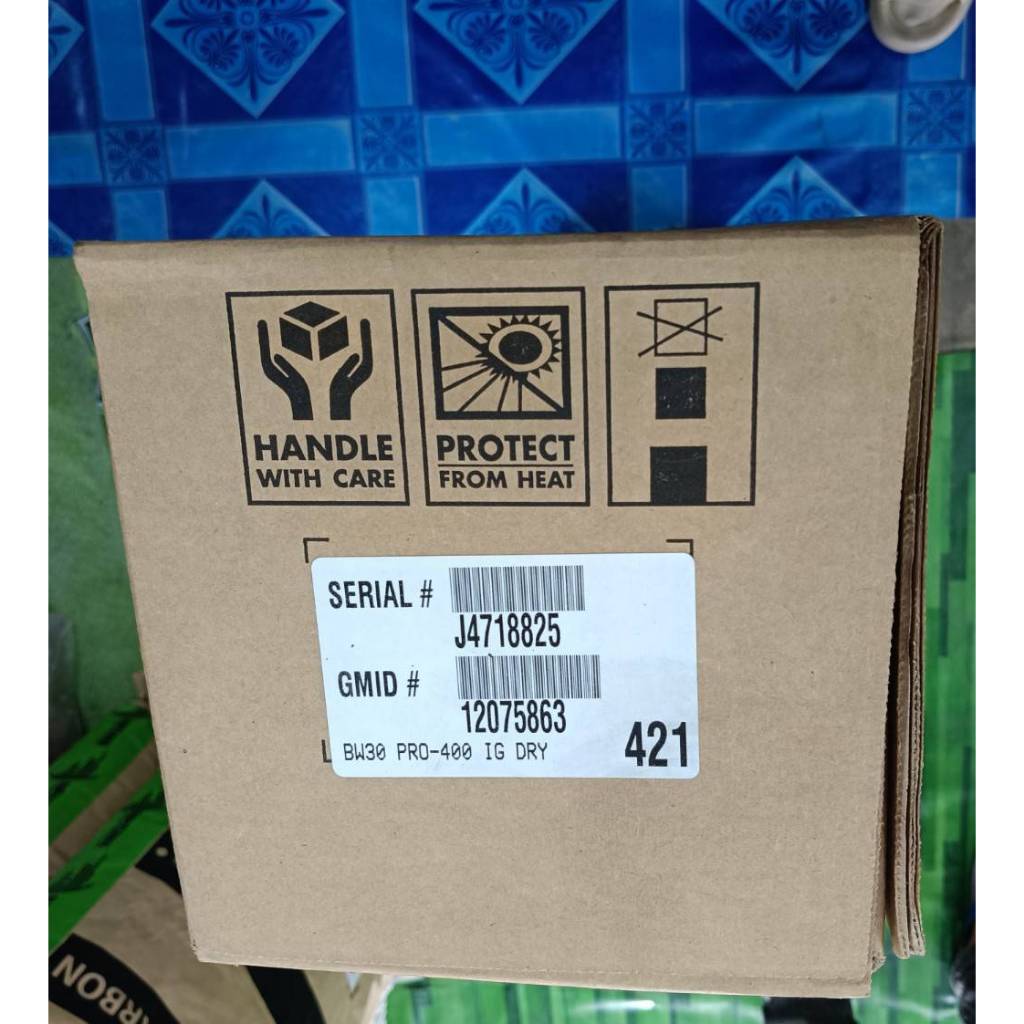 HANDLE
WITH CARE
PROTECT
FROM HEAT
SERIAL #
J4718825
GMID #
12075863
BW30 PRO-400 IG DRY
421